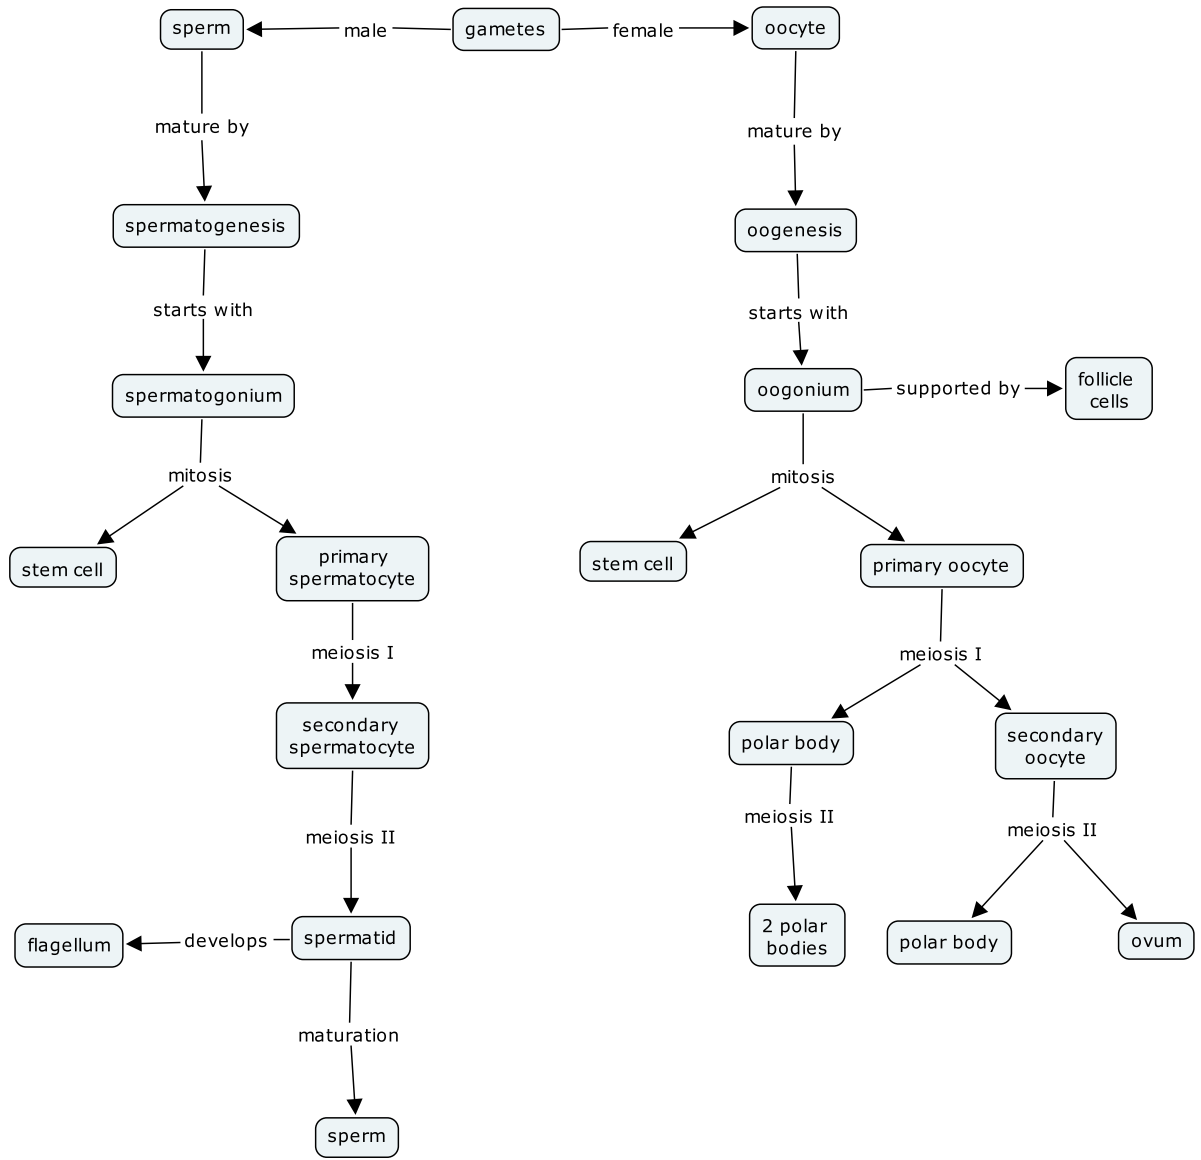 sperm
male
gametes
female
oocyte
mature by
mature by
spermatogenesis
oogenesis
starts with
starts with
spermatogonium
oogonium
supported by
follicle
cells
mitosis
mitosis
stem cell
primary
spermatocyte
stem cell
primary oocyte
meiosis I
meiosis I
secondary
spermatocyte
polar body
secondary
oocyte
meiosis II
meiosis II
meiosis II
flagellum
develops
spermatid
2 polar
bodies
polar body
ovum
maturation
sperm